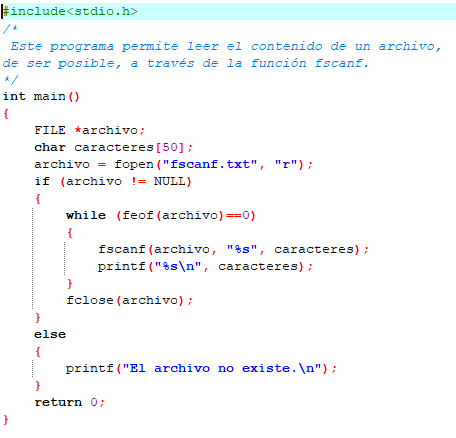 #include<stdio.h>
/*
 Este programa permite leer el contenido de un archivo,
de ser posible, a través de la función fscanf.
*/
int main()
{
    FILE *archivo;
    char caracteres[50];
    archivo = fopen("fscanf.txt", "r");
    if (archivo != NULL)
    {
        while (feof(archivo)==0)
        {
            fscanf(archivo, "%s", caracteres);
            printf("%s\n", caracteres);
        }
        fclose(archivo);
    }
    else
    {
        printf("El archivo no existe.\n");
    }
    return 0;
}